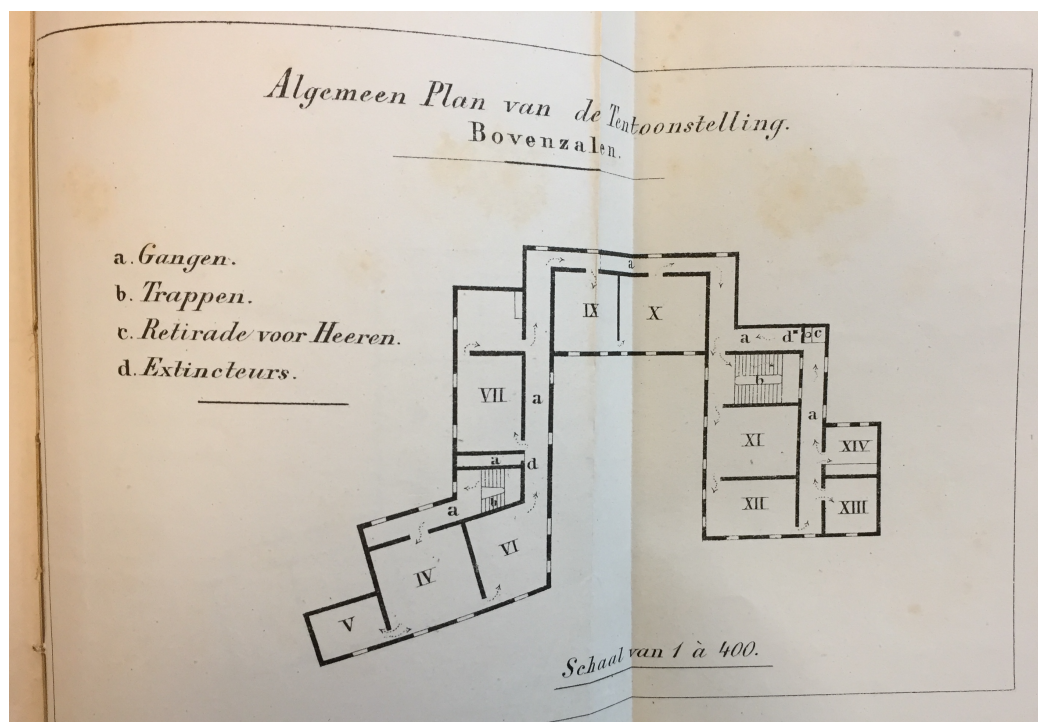 Algemeen Plan van de Tentoonstelling.
Bovenzalen.
a. Gangen.
b. Trappen.
c. Retirade voor Heeren.
d. Extincteurs.
a
IX
X
a
d
b
c
b
VII
a
a
XI
XIV
a
d
b
a
XII
XIII
VI
IV
V
Schaal van 1 à 400.